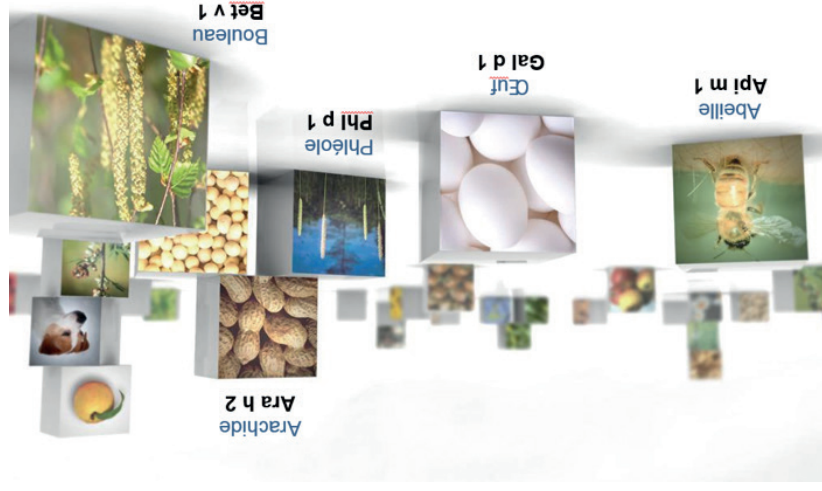 Arachide
Ara h 2
Abeille
Api m 1
Phléole
Phl p 1
Œuf
Gal d 1
Bouleau
Bet v 1